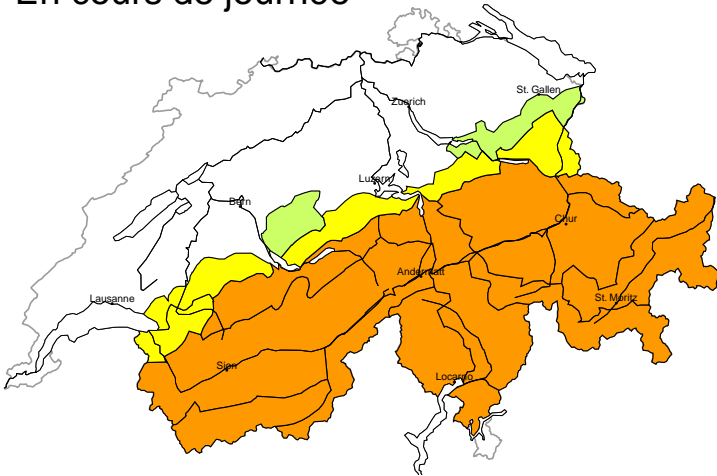 En cours de journée
St. Gallen
Zuerich
Luzern
Bern
Chur
Andermatt
Lausanne
St. Moritz
Sion
Locarno